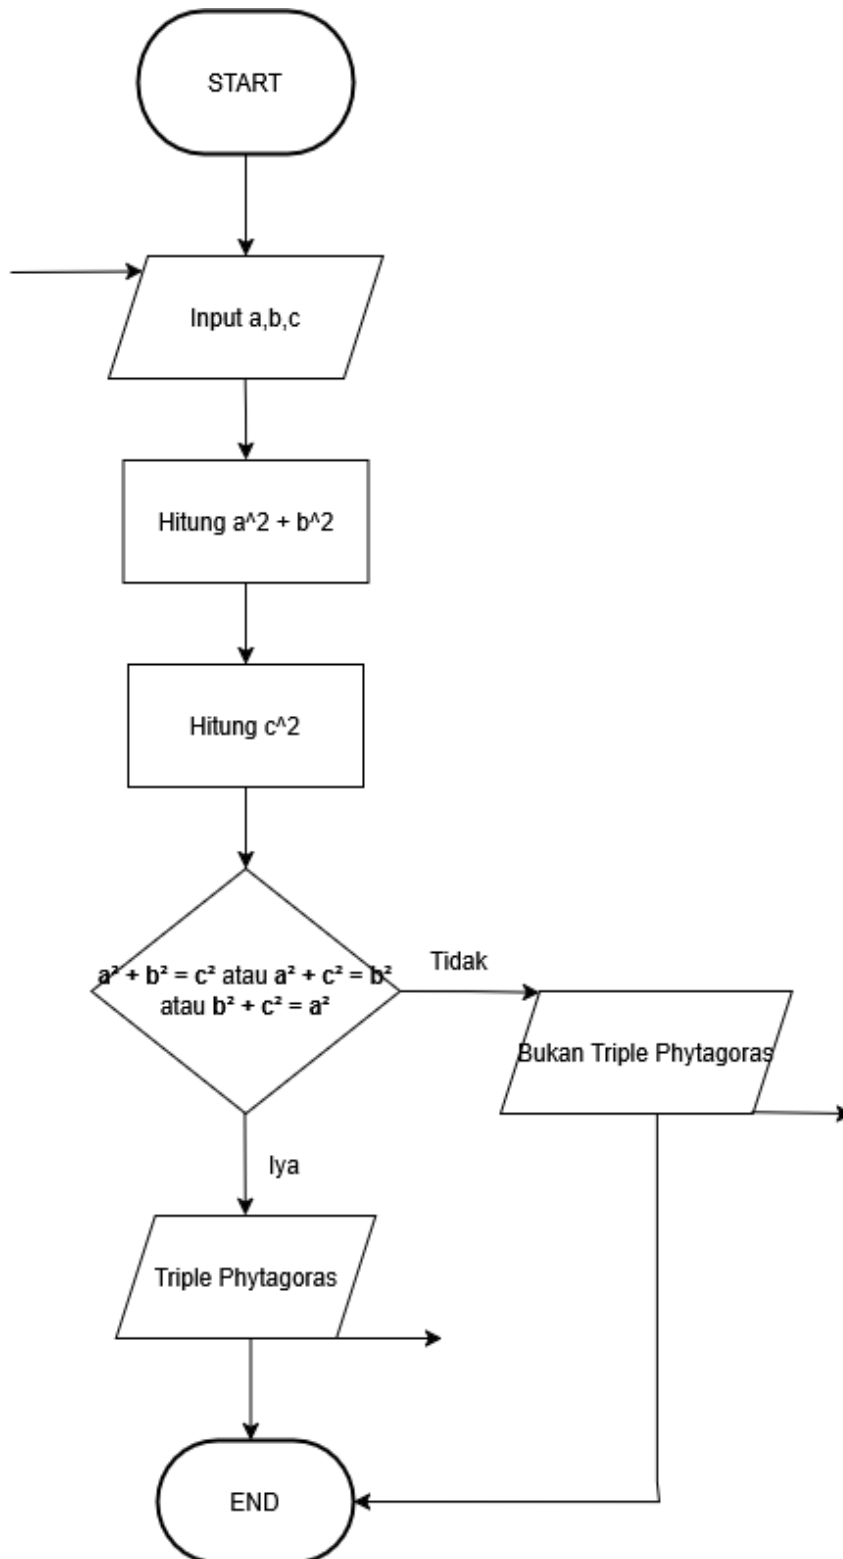 START
Input a,b,c
Hitung a^2 + b^2
Hitung c^2
a² + b² = c² atau a² + c² = b²
atau b² + c² = a²
Tidak
Bukan Triple Phytagoras
Iya
Triple Phytagoras
END